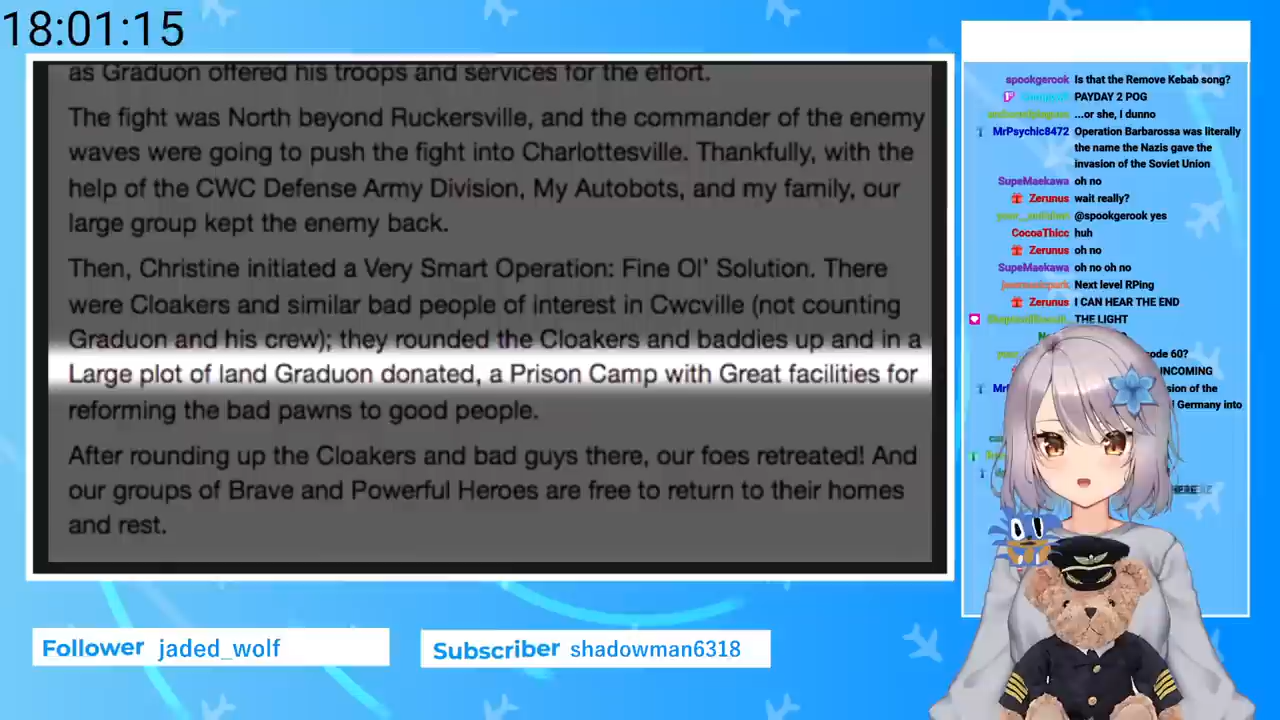 18:01:15
as Graduon offered his troops and services for the effort.
The fight was North beyond Ruckersville, and the commander of the enemy
waves were going to push the fight into Charlottesville. Thankfully, with the
help of the CWC Defense Army Division, My Autobots, and my family, our
large group kept the enemy back.
Then, Christine initiated a Very Smart Operation: Fine Ol' Solution. There
were Cloakers and similar bad people of interest in Cwcville (not counting
Graduon and his crew); they rounded the Cloakers and baddies up and in a
Large plot of land Graduon donated, a Prison Camp with Great facilities for
reforming the bad pawns to good people.
After rounding up the Cloakers and bad guys there, our foes retreated! And
our groups of Brave and Powerful Heroes are free to return to their homes
and rest.
Follower jaded_wolf
Subscriber shadowman6318
spookgerook Is that the Remove Kebab song?
PAYDAY 2 POG
...or she, I dunno
MrPsychic8472 Operation Barbarossa was literally
the name the Nazis gave the
invasion of the Soviet Union
SupeMaekawa oh no
Zerunus wait really?
@spookgerook yes
CocoaThicc huh
Zerunus oh no
SupeMaekawa oh no oh no
Next level RPing
Zerunus I CAN HEAR THE END
THE LIGHT
ode 60?
NCOMING
sion of the
Germany into